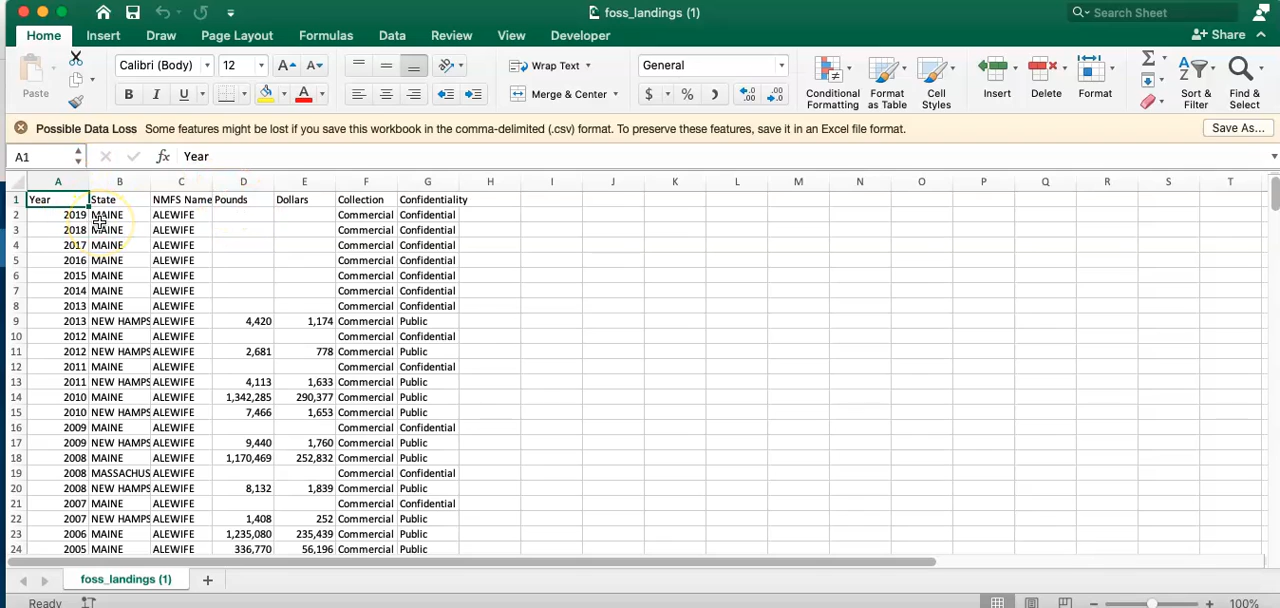 foss_landings (1)
Search Sheet
Home Insert Draw Page Layout Formulas Data Review View Developer
Share
Paste
Calibri (Body) 12 A A
B I U A
Wrap Text
Merge & Center
General
$ %
Conditional Formatting
Format as Table
Cell Styles
Insert
Delete
Format
Sort & Filter
Find & Select
Possible Data Loss Some features might be lost if you save this workbook in the comma-delimited (.csv) format. To preserve these features, save it in an Excel file format. Save As...
A1 fx Year
A B C D E F G H I J K L M N O P Q R S T
1 Year State NMFS Name Pounds Dollars Collection Confidentiality
2 2019 MAINE ALEWIFE Commercial Confidential
3 2018 MAINE ALEWIFE Commercial Confidential
4 2017 MAINE ALEWIFE Commercial Confidential
5 2016 MAINE ALEWIFE Commercial Confidential
6 2015 MAINE ALEWIFE Commercial Confidential
7 2014 MAINE ALEWIFE Commercial Confidential
8 2013 MAINE ALEWIFE Commercial Confidential
9 2013 NEW HAMPS ALEWIFE 4,420 1,174 Commercial Public
10 2012 MAINE ALEWIFE Commercial Confidential
11 2012 NEW HAMPS ALEWIFE 2,681 778 Commercial Public
12 2011 MAINE ALEWIFE Commercial Confidential
13 2011 NEW HAMPS ALEWIFE 4,113 1,633 Commercial Public
14 2010 MAINE ALEWIFE 1,342,285 290,377 Commercial Public
15 2010 NEW HAMPS ALEWIFE 7,466 1,653 Commercial Public
16 2009 MAINE ALEWIFE Commercial Confidential
17 2009 NEW HAMPS ALEWIFE 9,440 1,760 Commercial Public
18 2008 MAINE ALEWIFE 1,170,469 252,832 Commercial Public
19 2008 MASSACHUS ALEWIFE Commercial Confidential
20 2008 NEW HAMPS ALEWIFE 8,132 1,839 Commercial Public
21 2007 MAINE ALEWIFE Commercial Confidential
22 2007 NEW HAMPS ALEWIFE 1,408 252 Commercial Public
23 2006 MAINE ALEWIFE 1,235,080 235,439 Commercial Public
24 2005 MAINE ALEWIFE 336,770 56,196 Commercial Public
foss_landings (1) +
Ready 100%